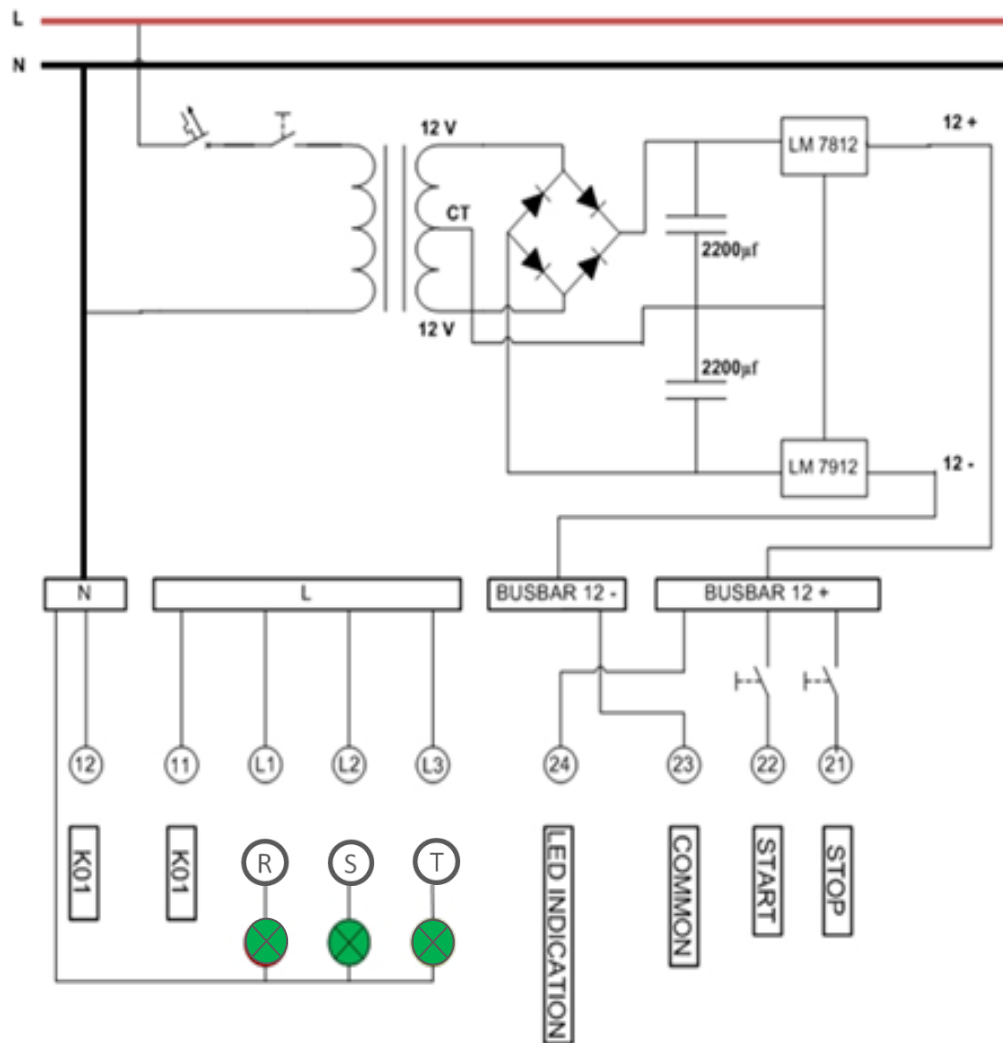 L
N
12 V
CT
12 V
LM 7812
12 +
2200µf
2200µf
LM 7912
12 -
N
L
BUSBAR 12 -
BUSBAR 12 +
12
11
L1
L2
L3
24
23
22
21
K01
K01
R
S
T
LED INDICATION
COMMON
START
STOP